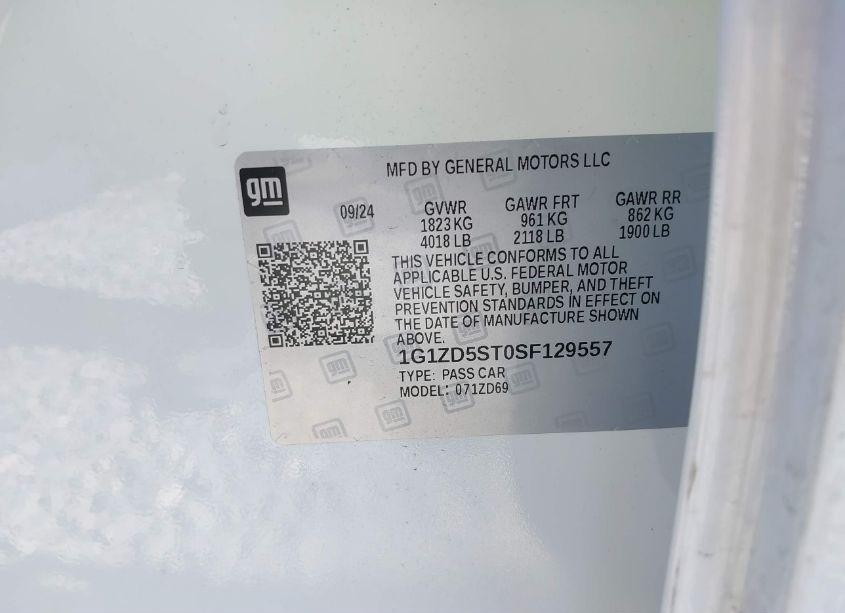 gm
MFD BY GENERAL MOTORS LLC
09/24
GVWR GAWR FRT GAWR RR
1823 KG 961 KG 862 KG
4018 LB 2118 LB 1900 LB
THIS VEHICLE CONFORMS TO ALL
APPLICABLE U.S. FEDERAL MOTOR
VEHICLE SAFETY, BUMPER, AND THEFT
PREVENTION STANDARDS IN EFFECT ON
THE DATE OF MANUFACTURE SHOWN
ABOVE.
1G1ZD5ST0SF129557
TYPE: PASS CAR
MODEL: 071ZD69